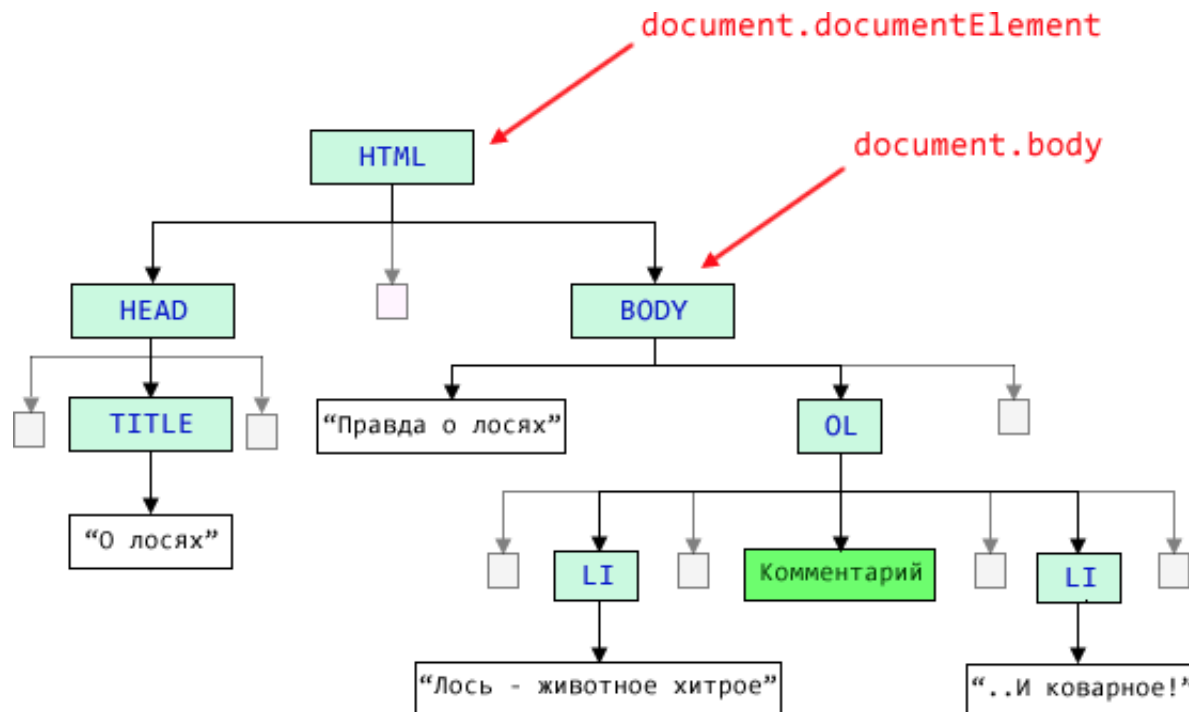 document.documentElement
document.body
HTML
HEAD
BODY
TITLE
“Правда о лосях”
OL
“О лосях”
LI
Комментарий
LI
“Лось - животное хитрое”
“..И коварное!”